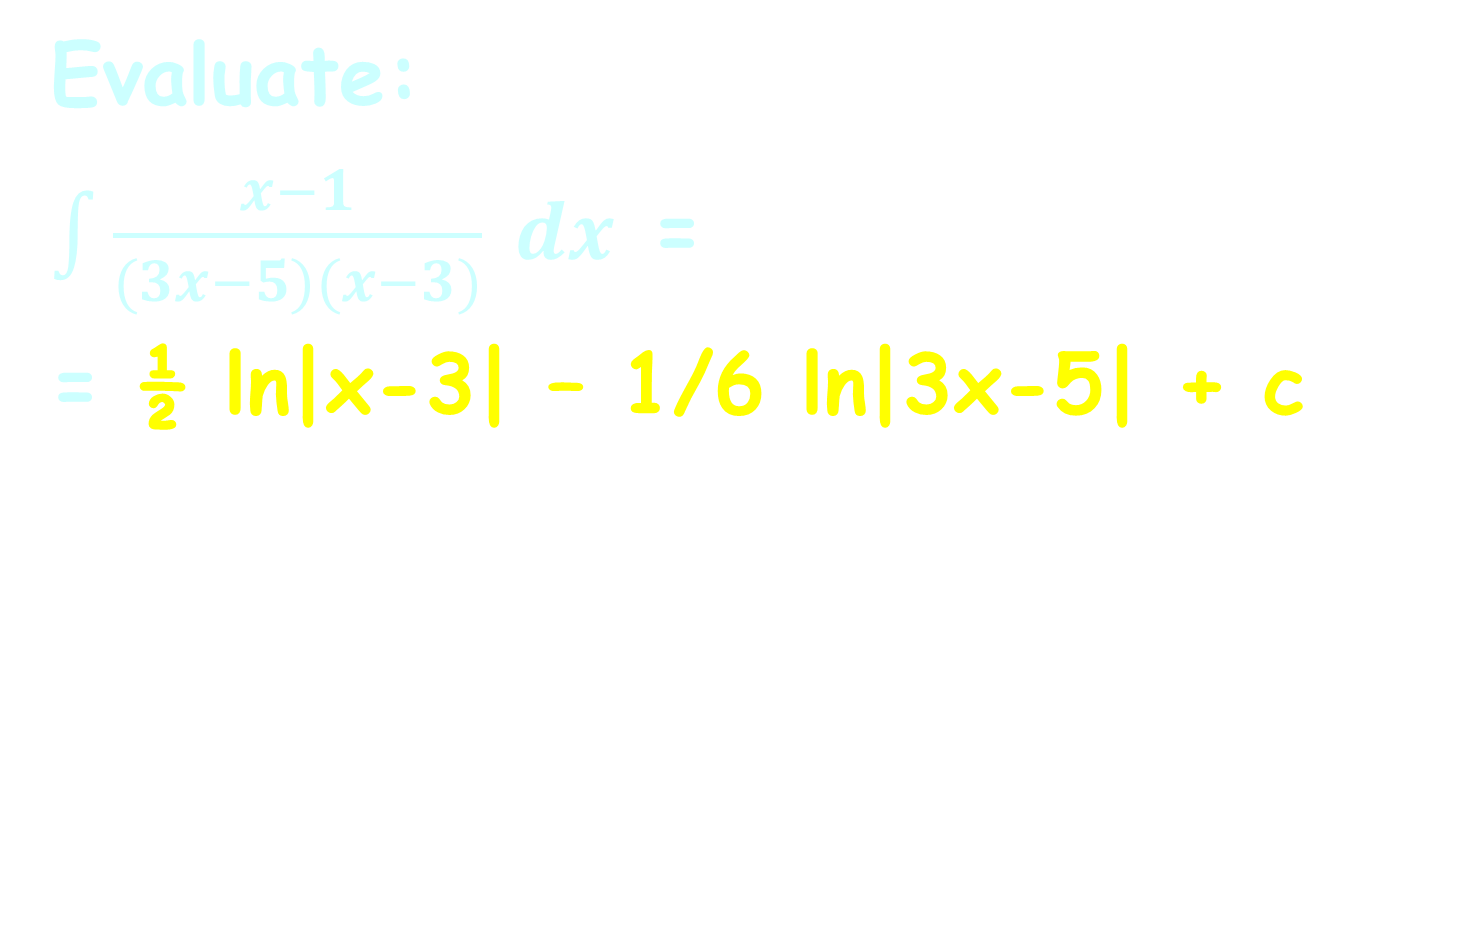 Evaluate:
∫ x−1 / (3x−5)(x−3) dx =
= ½ ln|x-3| – 1/6 ln|3x-5| + c